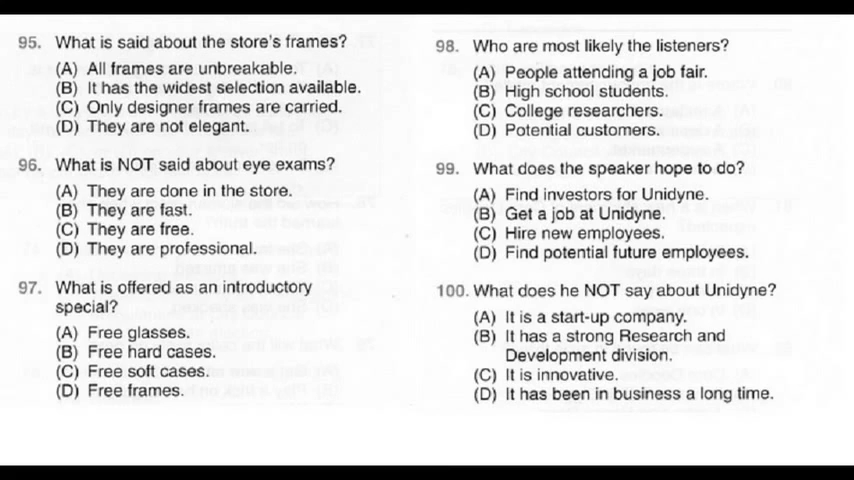 95. What is said about the store's frames?
(A) All frames are unbreakable.
(B) It has the widest selection available.
(C) Only designer frames are carried.
(D) They are not elegant.
96. What is NOT said about eye exams?
(A) They are done in the store.
(B) They are fast.
(C) They are free.
(D) They are professional.
97. What is offered as an introductory
special?
(A) Free glasses.
(B) Free hard cases.
(C) Free soft cases.
(D) Free frames.
98. Who are most likely the listeners?
(A) People attending a job fair.
(B) High school students.
(C) College researchers.
(D) Potential customers.
99. What does the speaker hope to do?
(A) Find investors for Unidyne.
(B) Get a job at Unidyne.
(C) Hire new employees.
(D) Find potential future employees.
100. What does he NOT say about Unidyne?
(A) It is a start-up company.
(B) It has a strong Research and
Development division.
(C) It is innovative.
(D) It has been in business a long time.